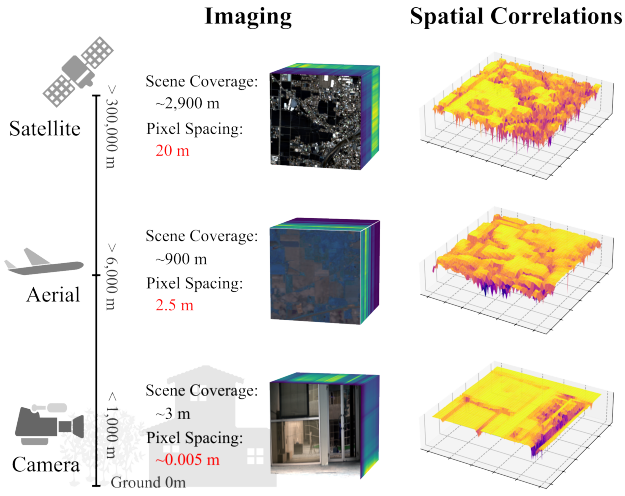 Imaging
Spatial Correlations
Satellite
> 300,000 m
Scene Coverage:
~2,900 m
Pixel Spacing:
20 m
Aerial
> 6,000 m
Scene Coverage:
~900 m
Pixel Spacing:
2.5 m
Camera
< 1,000 m
Scene Coverage:
~3 m
Pixel Spacing:
~0.005 m
Ground 0m